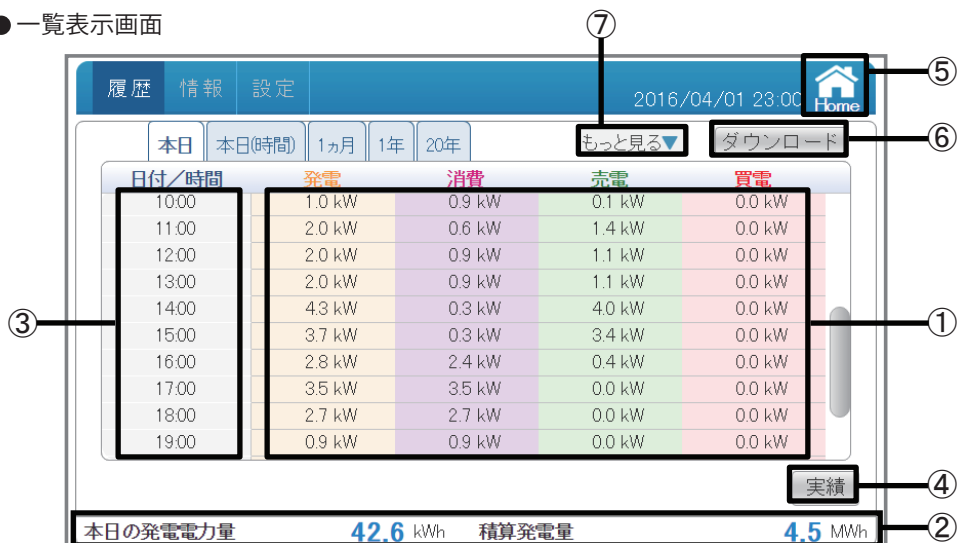 ● 一覧表示画面
⑦
履歴 情報 設定 2016/04/01 23:00 Home ⑤
本日 本日(時間) 1ヵ月 1年 20年 もっと見る▼ ダウンロード ⑥
日付／時間 発電 消費 売電 買電
10:00 1.0 kW 0.9 kW 0.1 kW 0.0 kW
11:00 2.0 kW 0.6 kW 1.4 kW 0.0 kW
12:00 2.0 kW 0.9 kW 1.1 kW 0.0 kW
13:00 2.0 kW 0.9 kW 1.1 kW 0.0 kW
14:00 4.3 kW 0.3 kW 4.0 kW 0.0 kW
③ ①
15:00 3.7 kW 0.3 kW 3.4 kW 0.0 kW
16:00 2.8 kW 2.4 kW 0.4 kW 0.0 kW
17:00 3.5 kW 3.5 kW 0.0 kW 0.0 kW
18:00 2.7 kW 2.7 kW 0.0 kW 0.0 kW
19:00 0.9 kW 0.9 kW 0.0 kW 0.0 kW
実績 ④
本日の発電電力量 42.6 kWh 積算発電量 4.5 MWh ②